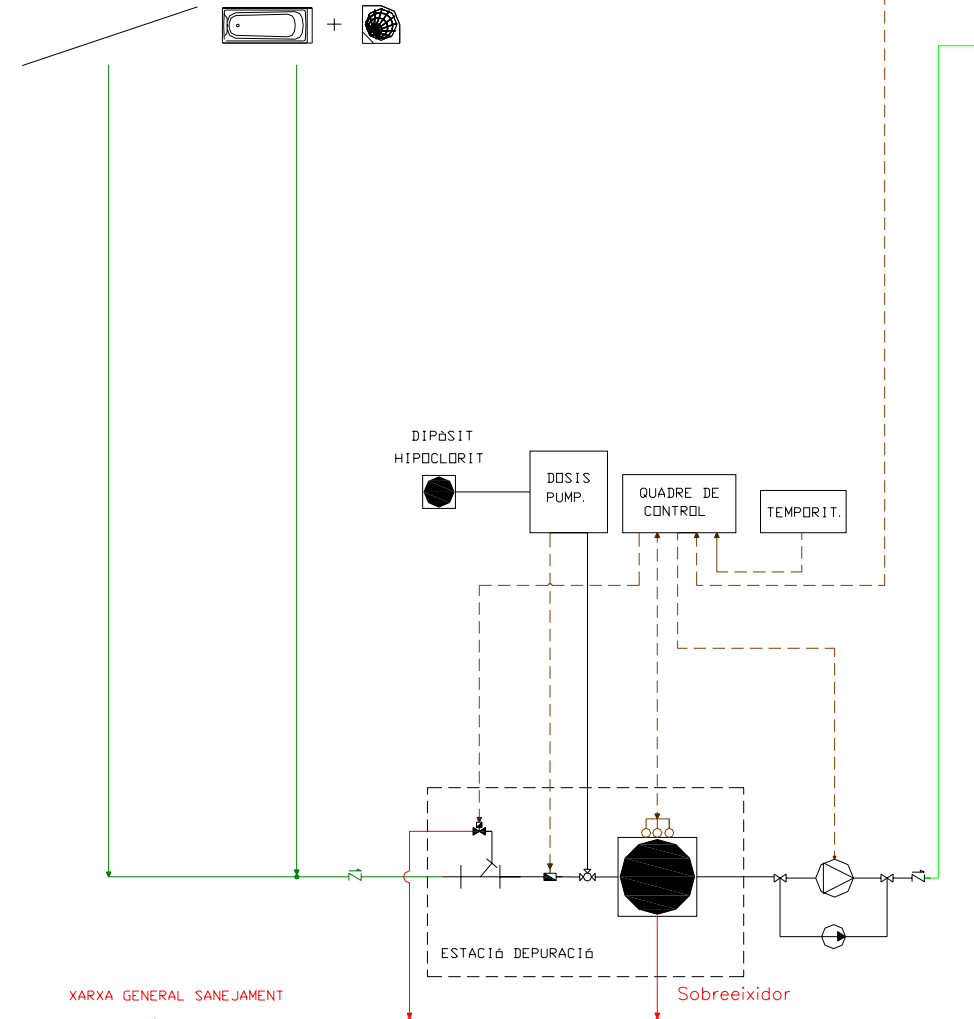 DIPòSIT
HIPOCLORIT
DOSIS
PUMP.
QUADRE DE
CONTROL
TEMPORIT.
ESTACIó DEPURACIó
XARXA GENERAL SANEJAMENT
Sobreeixidor